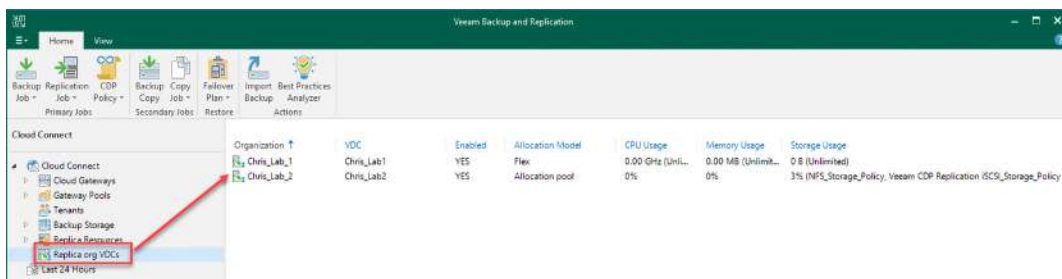 Veeam Backup and Replication
Home View
Backup Job Replication Job CDP Policy Backup Copy Copy Job Failover Plan Import Backup Best Practices Analyzer
Primary Jobs Secondary Jobs Restore Actions
Cloud Connect
Organization VDC Enabled Allocation Model CPU Usage Memory Usage Storage Usage
Chris_Lab_1 Chris_Lab1 YES Flex 0.00 GHz (Unli... 0.00 MB (Unlimit... 0 B (Unlimited)
Chris_Lab_2 Chris_Lab2 YES Allocation pool 0% 0% 3% (NFS_Storage_Policy, Veeam CDP Replication iSCSI_Storage_Policy
Cloud Connect
Cloud Gateways
Gateway Pools
Tenants
Backup Storage
Replica Resources
Replica org VDCs
Last 24 Hours